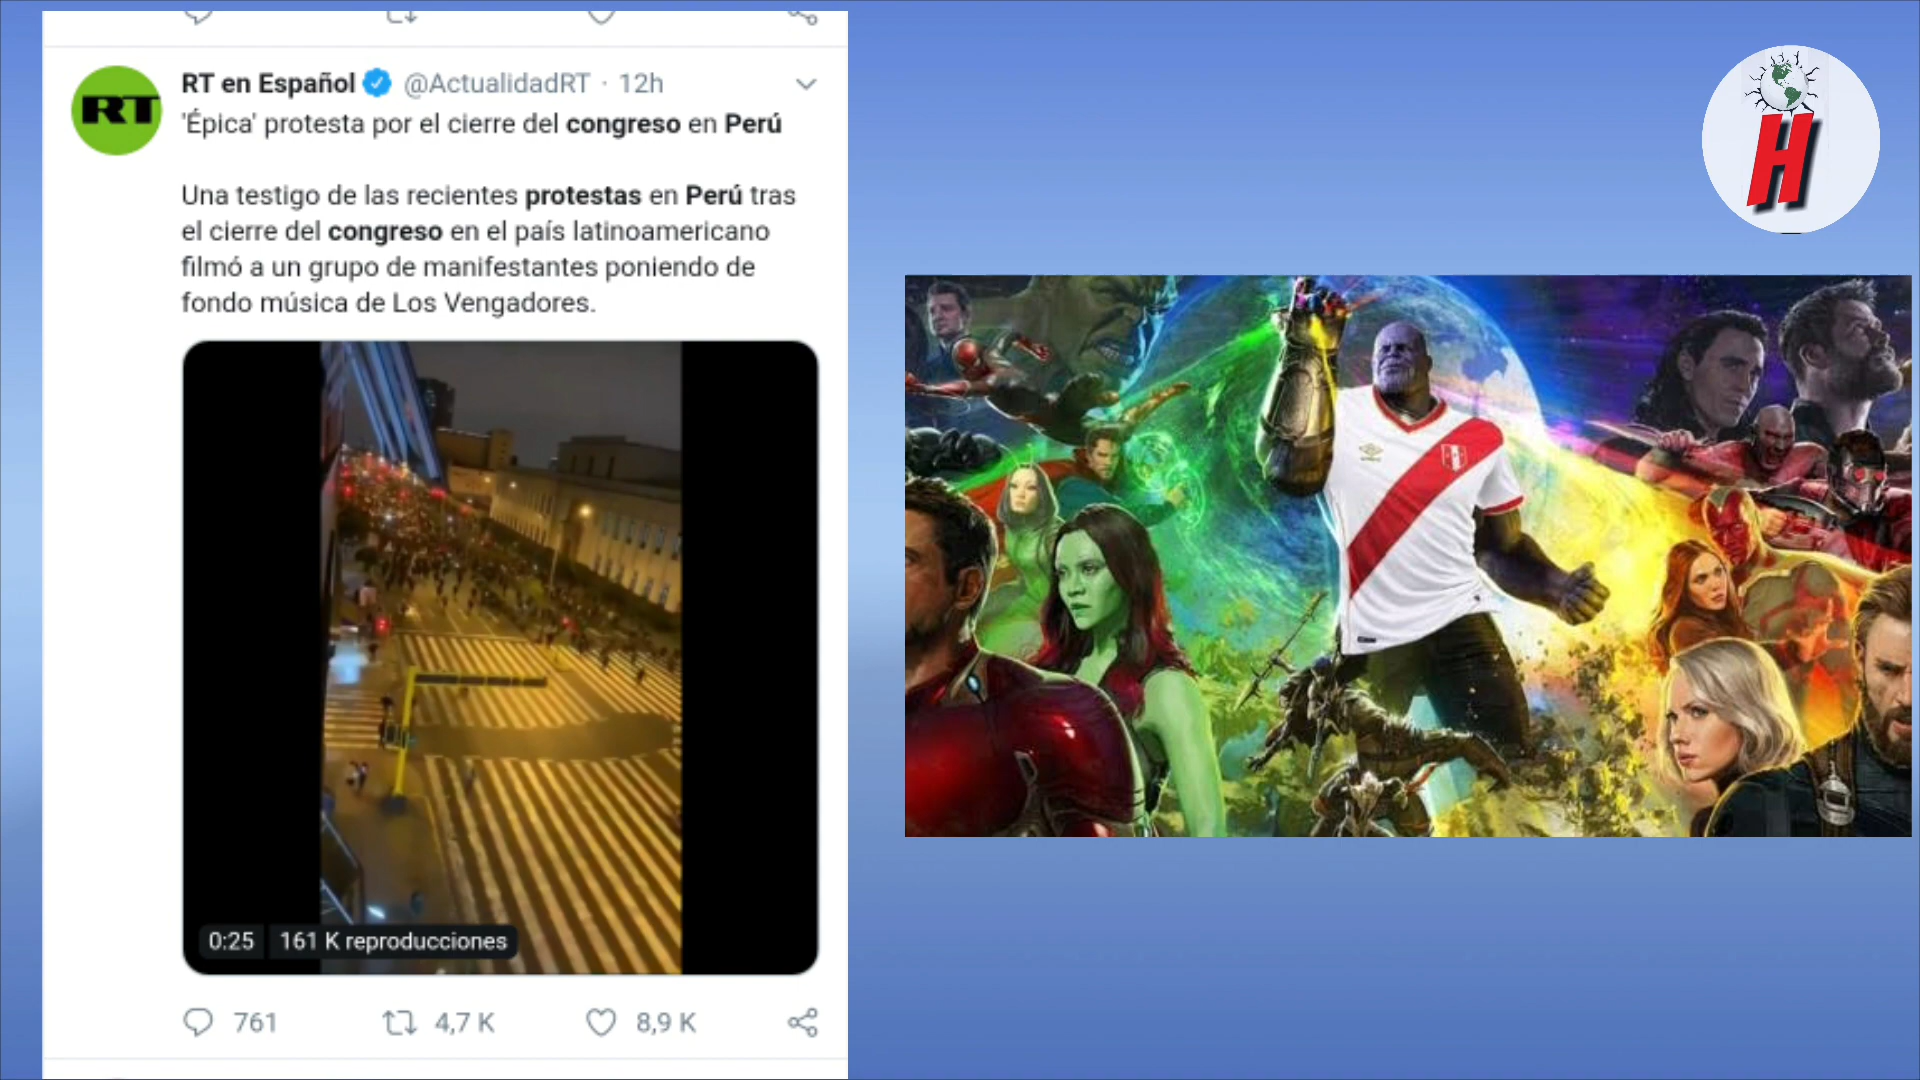 RT en Español @ActualidadRT · 12h
RT
'Épica' protesta por el cierre del congreso en Perú
Una testigo de las recientes protestas en Perú tras
el cierre del congreso en el país latinoamericano
filmó a un grupo de manifestantes poniendo de
fondo música de Los Vengadores.
0:25 161 K reproducciones
761 4,7 K 8,9 K
H